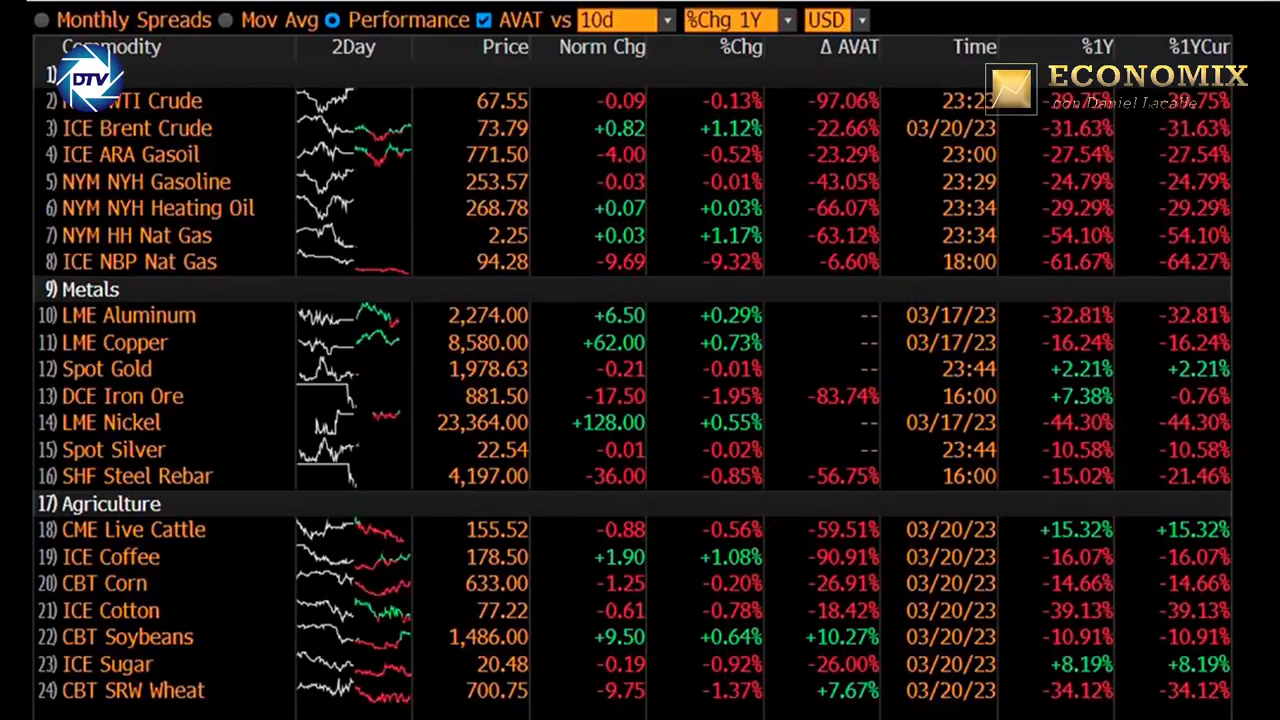 Monthly Spreads Mov Avg Performance AVAT vs 10d %Chg 1Y USD
Commodity 2Day Price Norm Chg %Chg Δ AVAT Time %1Y %1YCur
DTV
1)
ECONOMIX
con Daniel Lacalle
2) WTI Crude 67.55 -0.09 -0.13% -97.06% 23:23 -39.75% -39.75%
3) ICE Brent Crude 73.79 +0.82 +1.12% -22.66% 03/20/23 -31.63% -31.63%
4) ICE ARA Gasoil 771.50 -4.00 -0.52% -23.29% 23:00 -27.54% -27.54%
5) NYM NYH Gasoline 253.57 -0.03 -0.01% -43.05% 23:29 -24.79% -24.79%
6) NYM NYH Heating Oil 268.78 +0.07 +0.03% -66.07% 23:34 -29.29% -29.29%
7) NYM HH Nat Gas 2.25 +0.03 +1.17% -63.12% 23:34 -54.10% -54.10%
8) ICE NBP Nat Gas 94.28 -9.69 -9.32% -6.60% 18:00 -61.67% -64.27%
9) Metals
10) LME Aluminum 2,274.00 +6.50 +0.29% -- 03/17/23 -32.81% -32.81%
11) LME Copper 8,580.00 +62.00 +0.73% -- 03/17/23 -16.24% -16.24%
12) Spot Gold 1,978.63 -0.21 -0.01% -- 23:44 +2.21% +2.21%
13) DCE Iron Ore 881.50 -17.50 -1.95% -83.74% 16:00 +7.38% -0.76%
14) LME Nickel 23,364.00 +128.00 +0.55% -- 03/17/23 -44.30% -44.30%
15) Spot Silver 22.54 -0.01 -0.02% -- 23:44 -10.58% -10.58%
16) SHF Steel Rebar 4,197.00 -36.00 -0.85% -56.75% 16:00 -15.02% -21.46%
17) Agriculture
18) CME Live Cattle 155.52 -0.88 -0.56% -59.51% 03/20/23 +15.32% +15.32%
19) ICE Coffee 178.50 +1.90 +1.08% -90.91% 03/20/23 -16.07% -16.07%
20) CBT Corn 633.00 -1.25 -0.20% -26.91% 03/20/23 -14.66% -14.66%
21) ICE Cotton 77.22 -0.61 -0.78% -18.42% 03/20/23 -39.13% -39.13%
22) CBT Soybeans 1,486.00 +9.50 +0.64% +10.27% 03/20/23 -10.91% -10.91%
23) ICE Sugar 20.48 -0.19 -0.92% -26.00% 03/20/23 +8.19% +8.19%
24) CBT SRW Wheat 700.75 -9.75 -1.37% +7.67% 03/20/23 -34.12% -34.12%